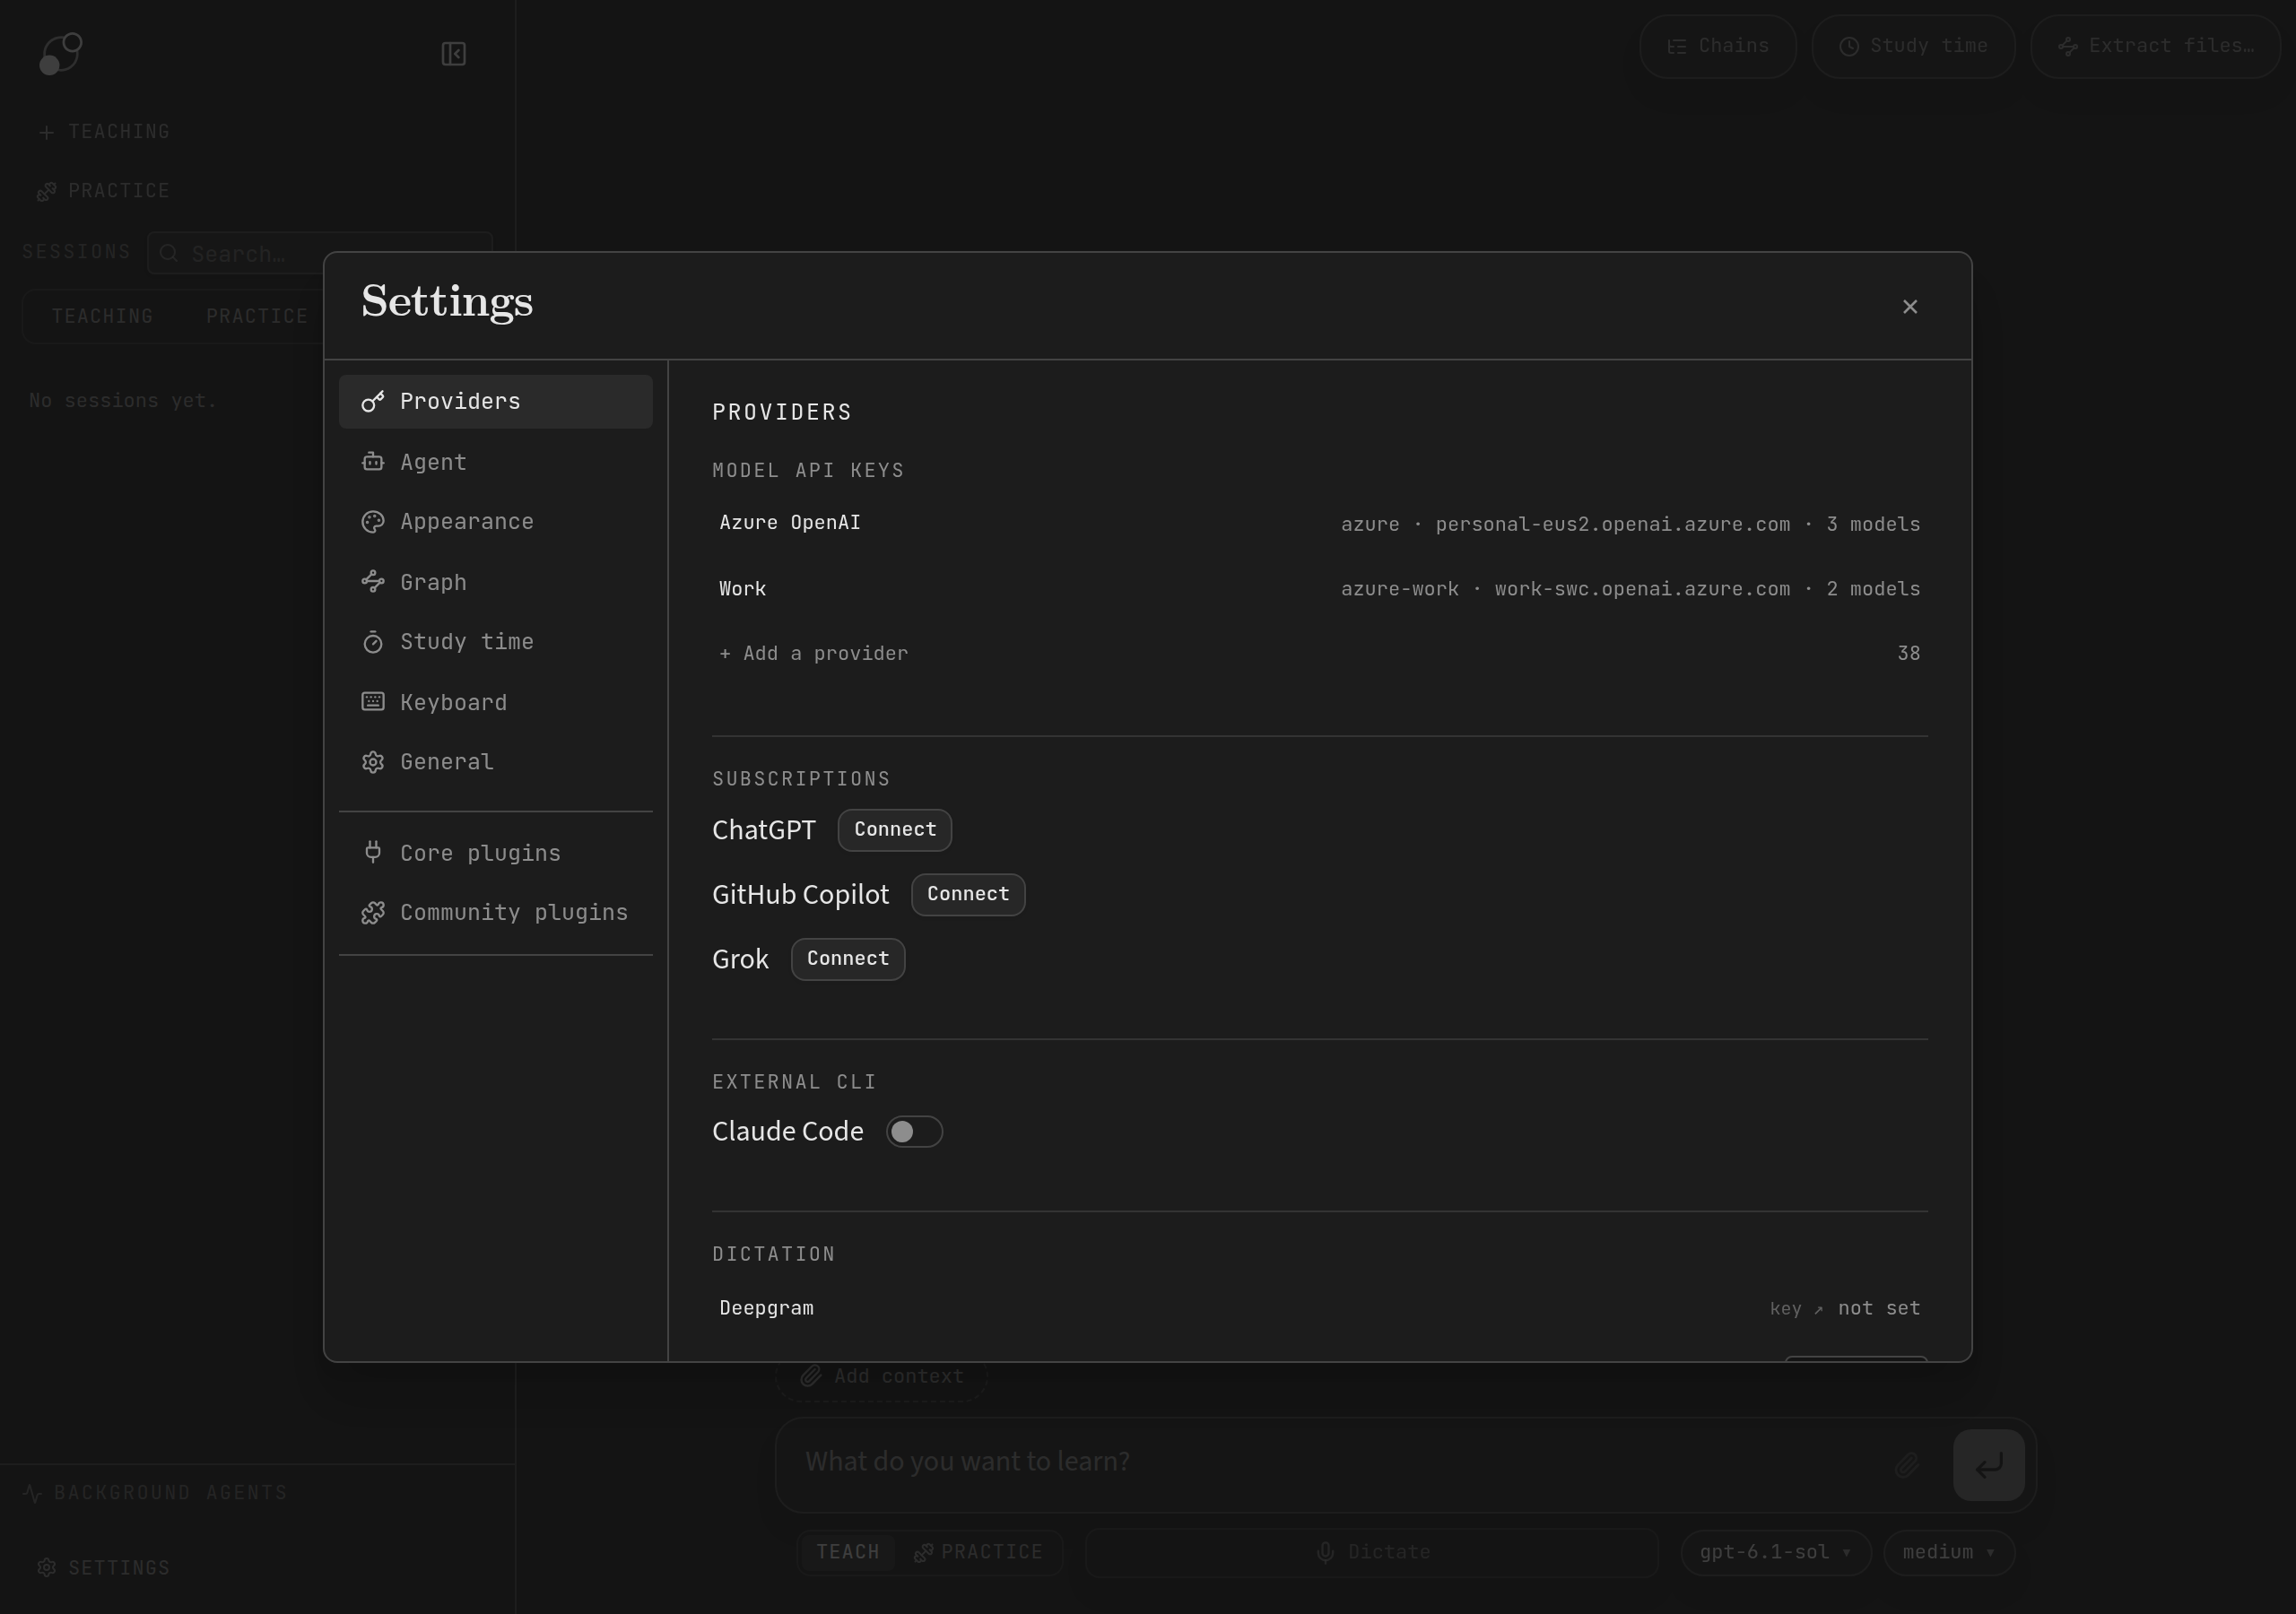 Chains
Study time
Extract files…
TEACHING
PRACTICE
SESSIONS
Search…
TEACHING
PRACTICE
No sessions yet.
BACKGROUND AGENTS
SETTINGS
Settings
×
Providers
Agent
Appearance
Graph
Study time
Keyboard
General
Core plugins
Community plugins
PROVIDERS
MODEL API KEYS
Azure OpenAI azure · personal-eus2.openai.azure.com · 3 models
Work azure-work · work-swc.openai.azure.com · 2 models
+ Add a provider 38
SUBSCRIPTIONS
ChatGPT Connect
GitHub Copilot Connect
Grok Connect
EXTERNAL CLI
Claude Code
DICTATION
Deepgram key ↗ not set
Add context
What do you want to learn?
TEACH PRACTICE Dictate gpt-6.1-sol ▾ medium ▾